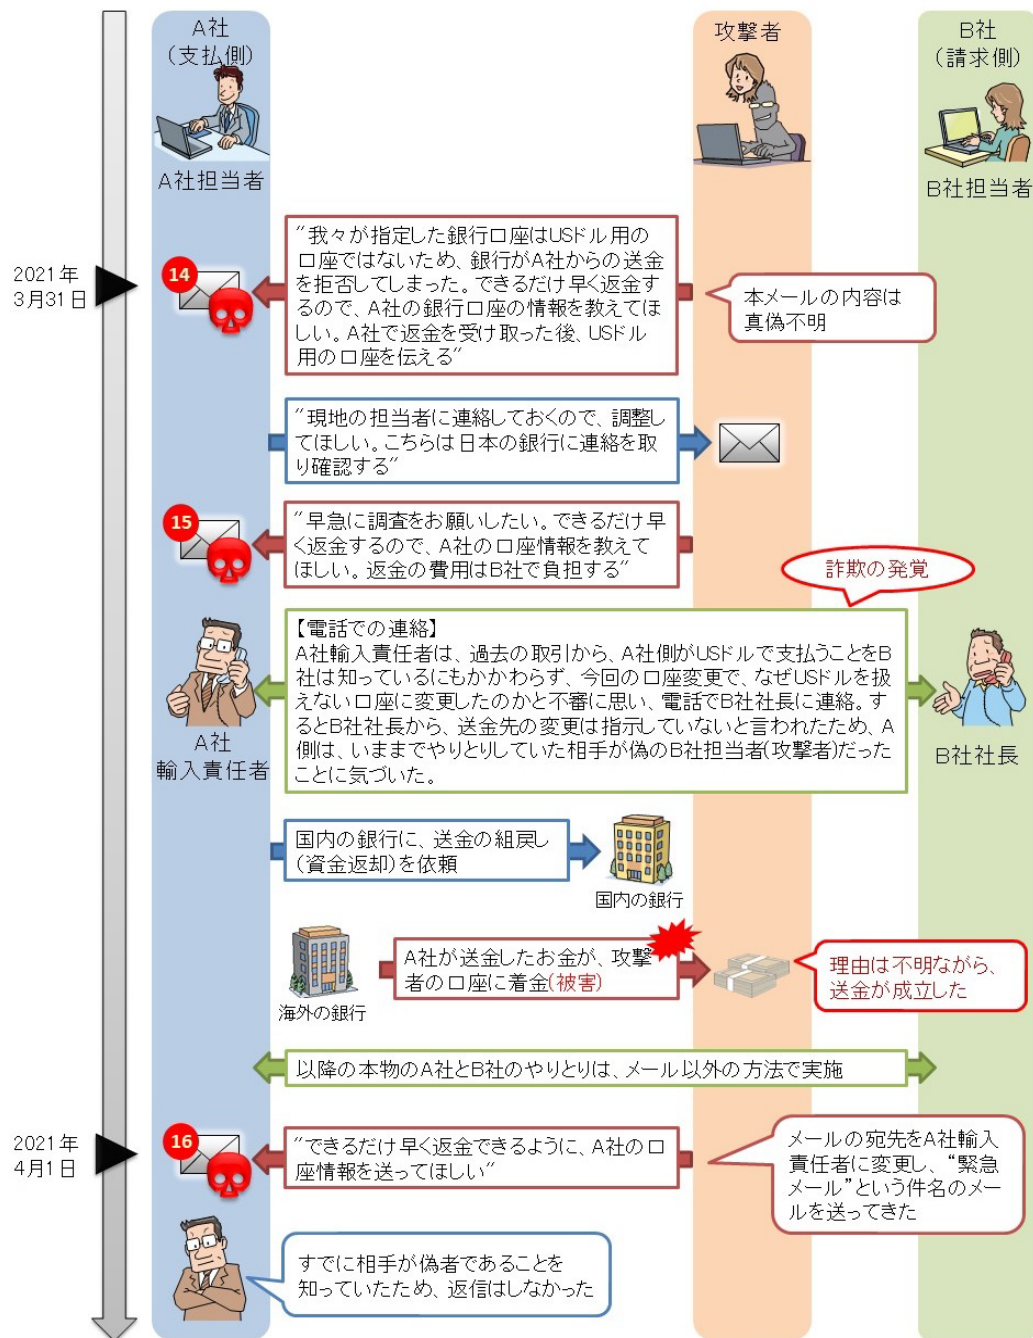 A社
(支払側)
攻撃者
B社
(請求側)
A社担当者
B社担当者
2021年
3月31日
14
"我々が指定した銀行口座はUSドル用の
口座ではないため、銀行がA社からの送金
を拒否してしまった。できるだけ早く返金す
るので、A社の銀行口座の情報を教えてほ
しい。A社で返金を受け取った後、USドル
用の口座を伝える"
本メールの内容は
真偽不明
"現地の担当者に連絡しておくので、調整し
てほしい。こちらは日本の銀行に連絡を取
り確認する"
15
"早急に調査をお願いしたい。できるだけ早
く返金するので、A社の口座情報を教えて
ほしい。返金の費用はB社で負担する"
詐欺の発覚
【電話での連絡】
A社輸入責任者は、過去の取引から、A社側がUSドルで支払うことをB
社は知っているにもかかわらず、今回の口座変更で、なぜUSドルを扱
えない口座に変更したのかと不審に思い、電話でB社社長に連絡。す
るとB社社長から、送金先の変更は指示していないと言われたため、A
側は、いままでやりとりしていた相手が偽のB社担当者(攻撃者)だった
ことに気づいた。
A社
輸入責任者
B社社長
国内の銀行に、送金の組戻し
(資金返却)を依頼
国内の銀行
A社が送金したお金が、攻撃
者の口座に着金(被害)
海外の銀行
理由は不明ながら、
送金が成立した
以降の本物のA社とB社のやりとりは、メール以外の方法で実施
2021年
4月1日
16
"できるだけ早く返金できるように、A社の口
座情報を送ってほしい"
メールの宛先をA社輸入
責任者に変更し、"緊急
メール"という件名のメー
ルを送ってきた
すでに相手が偽者であることを
知っていたため、返信はしなかった